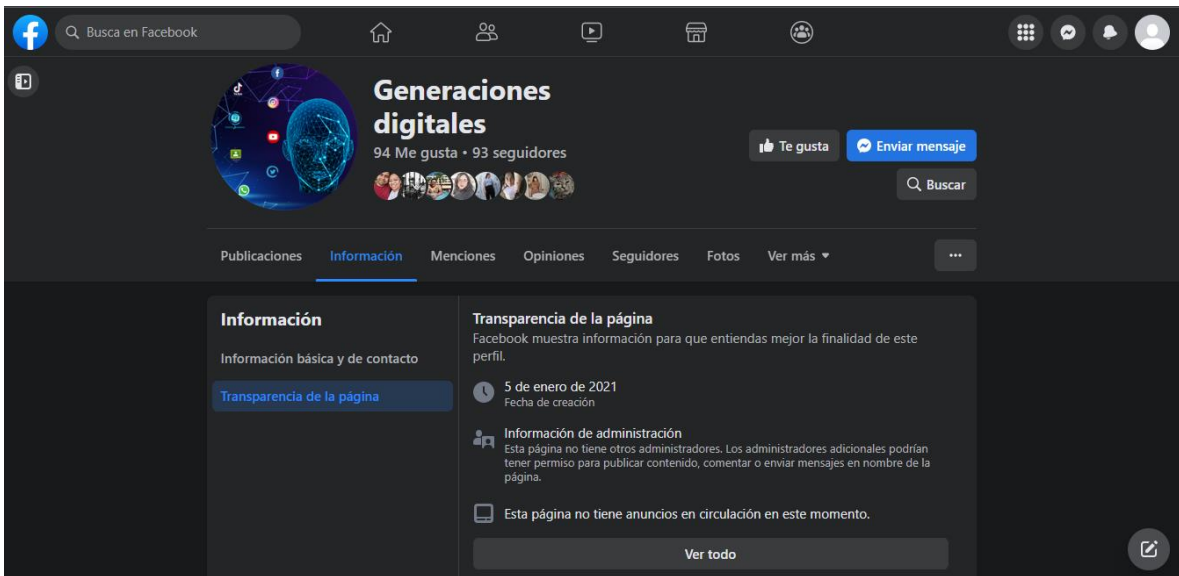 Busca en Facebook
Generaciones
digitales
94 Me gusta • 93 seguidores
Te gusta
Enviar mensaje
Buscar
Publicaciones
Información
Menciones
Opiniones
Seguidores
Fotos
Ver más
Información
Información básica y de contacto
Transparencia de la página
Transparencia de la página
Facebook muestra información para que entiendas mejor la finalidad de este
perfil.
5 de enero de 2021
Fecha de creación
Información de administración
Esta página no tiene otros administradores. Los administradores adicionales podrían
tener permiso para publicar contenido, comentar o enviar mensajes en nombre de la
página.
Esta página no tiene anuncios en circulación en este momento.
Ver todo